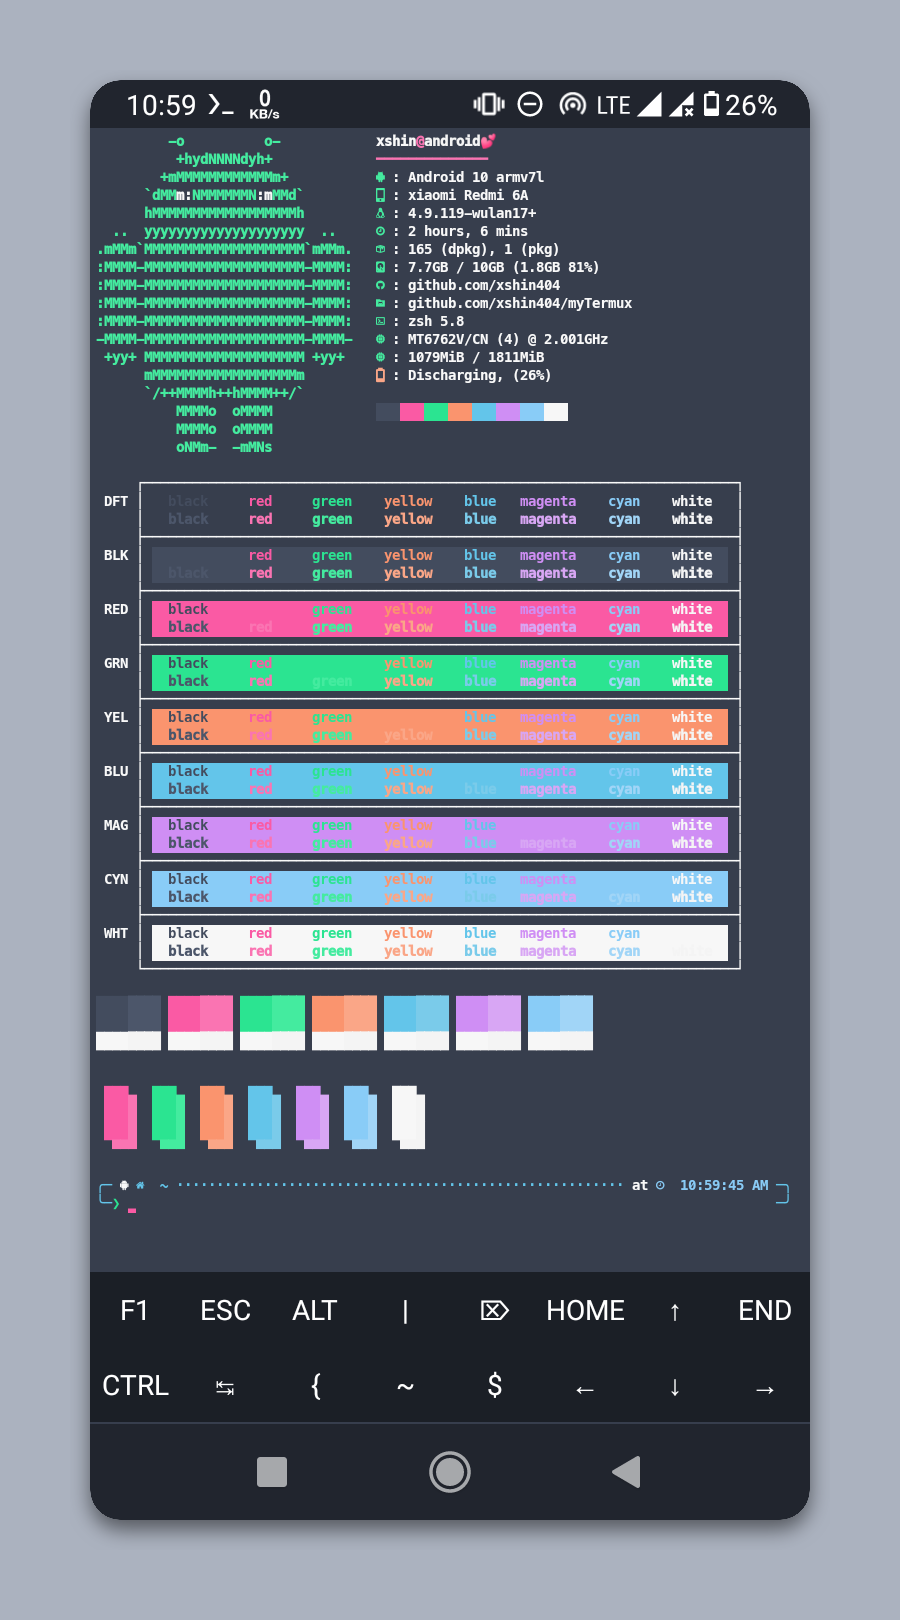 10:59 0 KB/s LTE 26%
-o          o-
+hydNNNNdyh+
+mMMMMMMMMMMMMm+
`dMMm:NMMMMMMN:mMMd`
hMMMMMMMMMMMMMMMMMMh
..  yyyyyyyyyyyyyyyyyyyy  ..
.mMMm`MMMMMMMMMMMMMMMMMMMM`mMMm.
:MMMM-MMMMMMMMMMMMMMMMMMMM-MMMM:
:MMMM-MMMMMMMMMMMMMMMMMMMM-MMMM:
:MMMM-MMMMMMMMMMMMMMMMMMMM-MMMM:
:MMMM-MMMMMMMMMMMMMMMMMMMM-MMMM:
-MMMM-MMMMMMMMMMMMMMMMMMMM-MMMM-
+yy+ MMMMMMMMMMMMMMMMMMMM +yy+
mMMMMMMMMMMMMMMMMMMm
`/++MMMMh++hMMMM++/`
MMMMo  oMMMM
MMMMo  oMMMM
oNMm-  -mMNs
xshin@android💕
: Android 10 armv7l
: xiaomi Redmi 6A
: 4.9.119-wulan17+
: 2 hours, 6 mins
: 165 (dpkg), 1 (pkg)
: 7.7GB / 10GB (1.8GB 81%)
: github.com/xshin404
: github.com/xshin404/myTermux
: zsh 5.8
: MT6762V/CN (4) @ 2.001GHz
: 1079MiB / 1811MiB
: Discharging, (26%)
DFT black red green yellow blue magenta cyan white
black red green yellow blue magenta cyan white
BLK red green yellow blue magenta cyan white
black red green yellow blue magenta cyan white
RED black green yellow blue magenta cyan white
black red green yellow blue magenta cyan white
GRN black red yellow blue magenta cyan white
black red green yellow blue magenta cyan white
YEL black red green blue magenta cyan white
black red green yellow blue magenta cyan white
BLU black red green yellow magenta cyan white
black red green yellow blue magenta cyan white
MAG black red green yellow blue cyan white
black red green yellow blue magenta cyan white
CYN black red green yellow blue magenta white
black red green yellow blue magenta cyan white
WHT black red green yellow blue magenta cyan
black red green yellow blue magenta cyan
~ ········································================ at 10:59:45 AM
❯
F1 ESC ALT | ⌦ HOME ↑ END
CTRL ↹ { ~ $ ← ↓ →